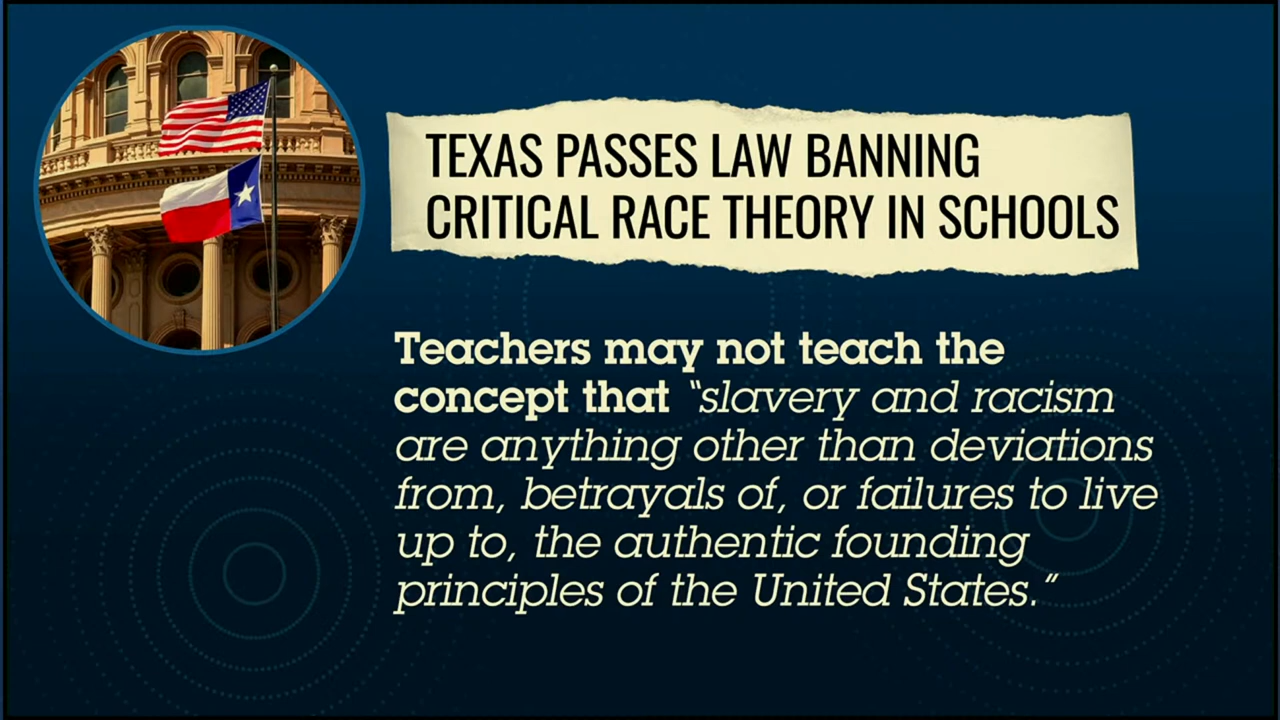 TEXAS PASSES LAW BANNING
CRITICAL RACE THEORY IN SCHOOLS
Teachers may not teach the
concept that “slavery and racism
are anything other than deviations
from, betrayals of, or failures to live
up to, the authentic founding
principles of the United States.”